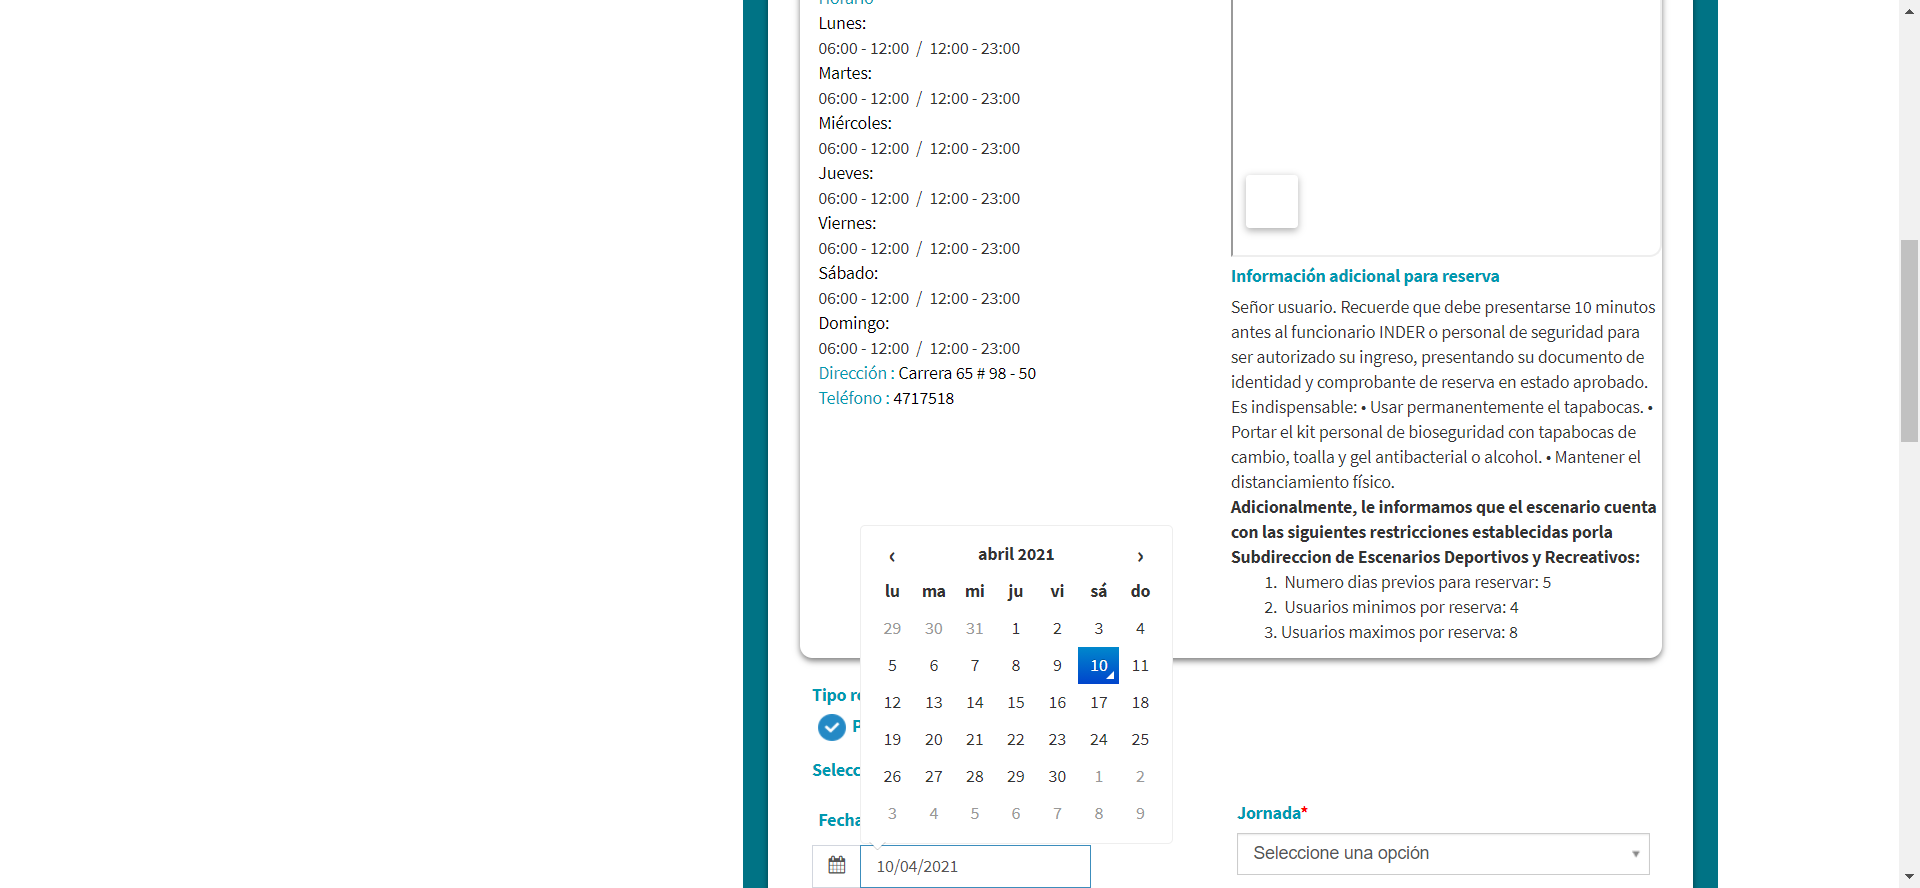 Horario
Lunes:
06:00 - 12:00 / 12:00 - 23:00
Martes:
06:00 - 12:00 / 12:00 - 23:00
Miércoles:
06:00 - 12:00 / 12:00 - 23:00
Jueves:
06:00 - 12:00 / 12:00 - 23:00
Viernes:
06:00 - 12:00 / 12:00 - 23:00
Sábado:
06:00 - 12:00 / 12:00 - 23:00
Domingo:
06:00 - 12:00 / 12:00 - 23:00
Dirección : Carrera 65 # 98 - 50
Teléfono : 4717518
Información adicional para reserva
Señor usuario. Recuerde que debe presentarse 10 minutos
antes al funcionario INDER o personal de seguridad para
ser autorizado su ingreso, presentando su documento de
identidad y comprobante de reserva en estado aprobado.
Es indispensable: • Usar permanentemente el tapabocas. •
Portar el kit personal de bioseguridad con tapabocas de
cambio, toalla y gel antibacterial o alcohol. • Mantener el
distanciamiento físico.
Adicionalmente, le informamos que el escenario cuenta
con las siguientes restricciones establecidas porla
Subdireccion de Escenarios Deportivos y Recreativos:
1. Numero dias previos para reservar: 5
2. Usuarios minimos por reserva: 4
3. Usuarios maximos por reserva: 8
‹ abril 2021 ›
lu ma mi ju vi sá do
29 30 31 1 2 3 4
5 6 7 8 9 10 11
12 13 14 15 16 17 18
19 20 21 22 23 24 25
26 27 28 29 30 1 2
3 4 5 6 7 8 9
Tipo
Selecc
Fecha
10/04/2021
Jornada*
Seleccione una opción